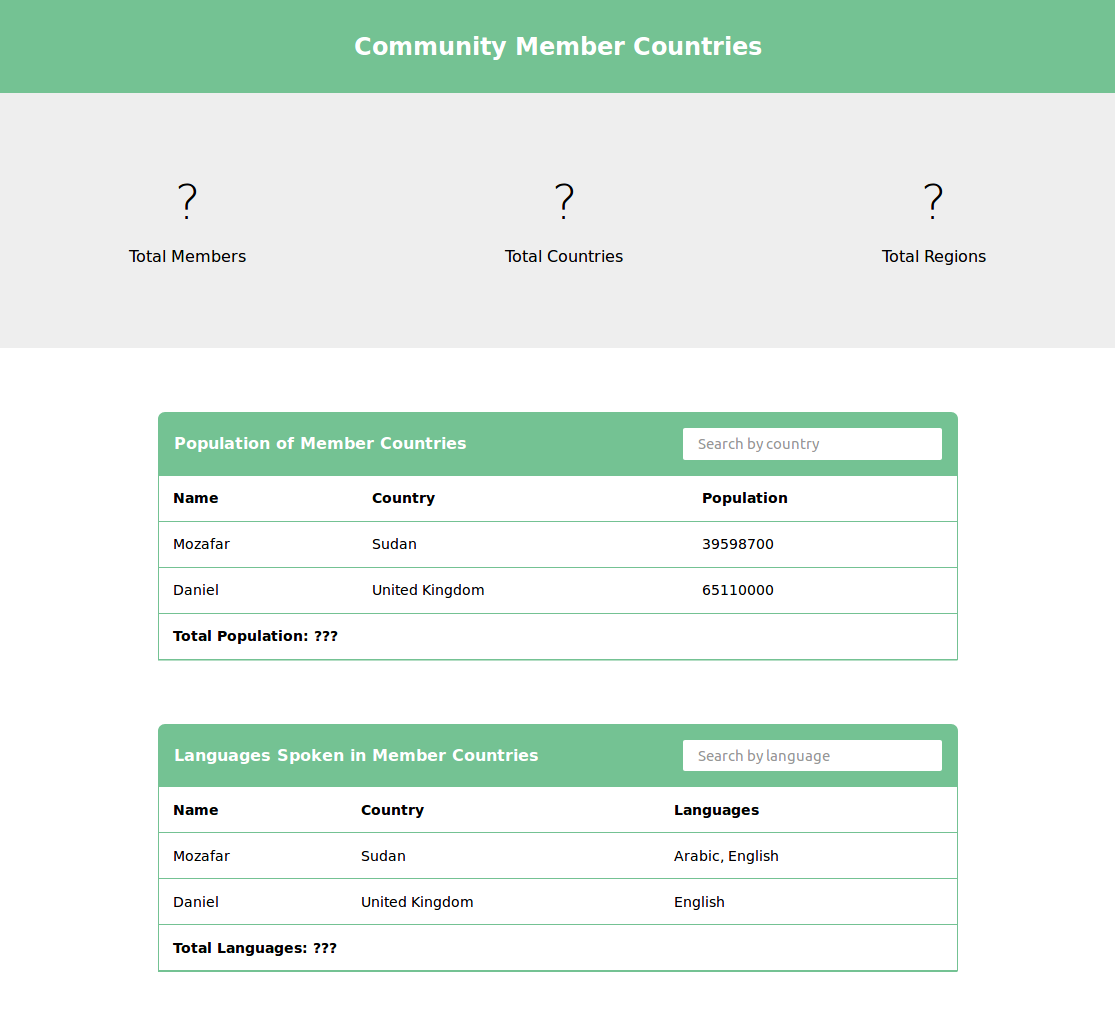 Community Member Countries
? ? ?
Total Members Total Countries Total Regions
Population of Member Countries Search by country
Name Country Population
Mozafar Sudan 39598700
Daniel United Kingdom 65110000
Total Population: ???
Languages Spoken in Member Countries Search by language
Name Country Languages
Mozafar Sudan Arabic, English
Daniel United Kingdom English
Total Languages: ???